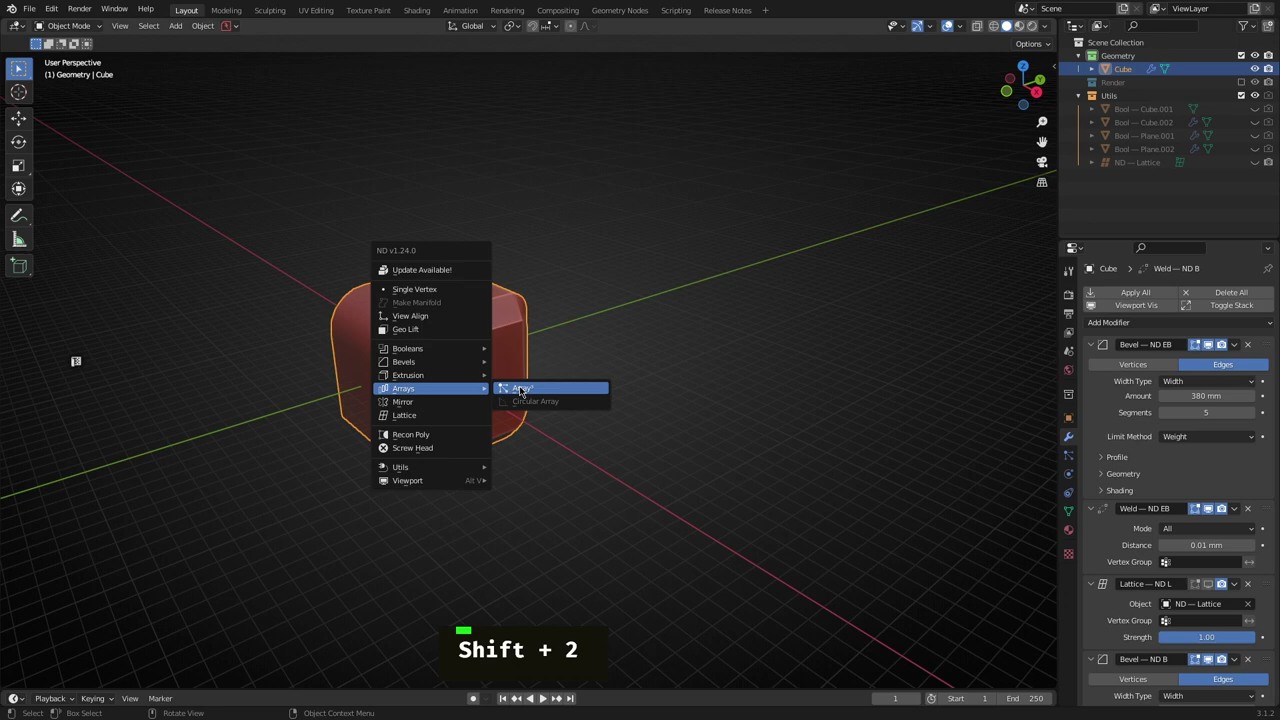 File Edit Render Window Help
Layout Modeling Sculpting UV Editing Texture Paint Shading Animation Rendering Compositing Geometry Nodes Scripting Release Notes
Scene
ViewLayer
Object Mode View Select Add Object
Global
Options
User Perspective
(1) Geometry | Cube
Z
Y
X
Scene Collection
Geometry
Cube
Render
Utils
Bool — Cube.001
Bool — Cube.002
Bool — Plane.001
Bool — Plane.002
ND — Lattice
ND v1.24.0
Update Available!
Single Vertex
Make Manifold
View Align
Geo Lift
Booleans
Bevels
Extrusion
Arrays
Mirror
Lattice
Recon Poly
Screw Head
Utils
Viewport Alt V
Array³
Circular Array
Cube Weld — ND B
Apply All Delete All
Viewport Vis Toggle Stack
Add Modifier
Bevel — ND EB
Vertices Edges
Width Type Width
Amount 380 mm
Segments 5
Limit Method Weight
Profile
Geometry
Shading
Weld — ND EB
Mode All
Distance 0.01 mm
Vertex Group
Lattice — ND L
Object ND — Lattice
Vertex Group
Strength 1.00
Bevel — ND B
Vertices Edges
Width Type Width
Shift + 2
Playback Keying View Marker
1 Start 1 End 250
Select Box Select Rotate View Object Context Menu
3.1.2